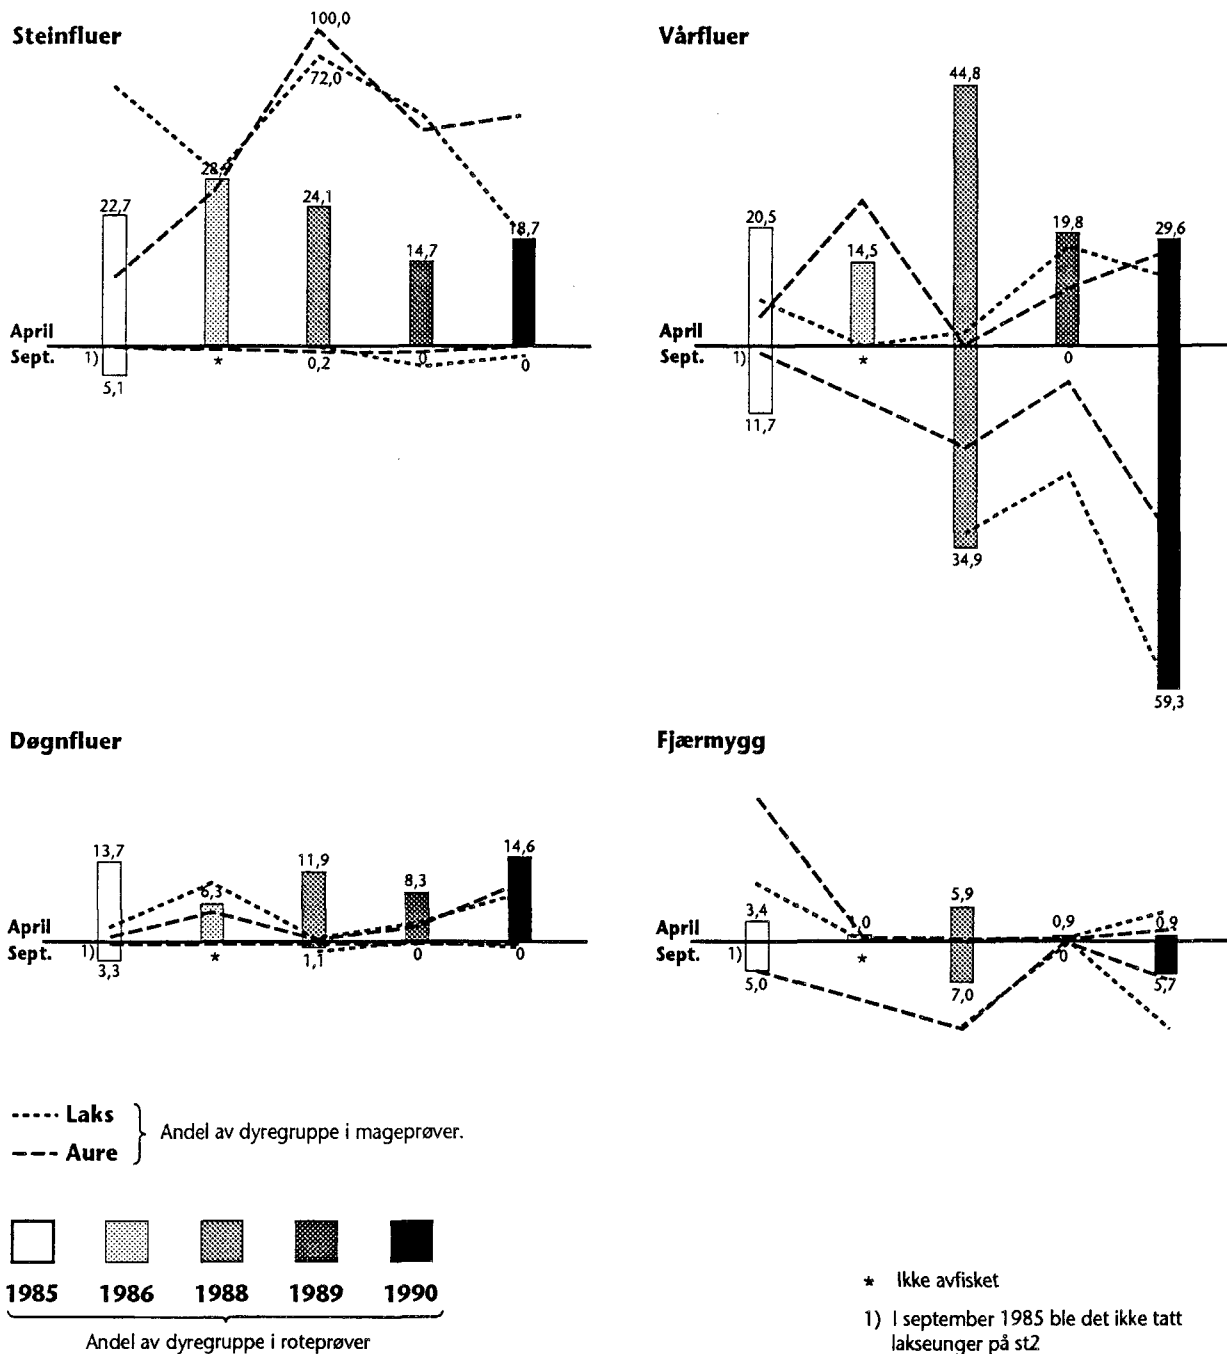 Steinfluer
100,0
72,0
28,9
22,7
24,1
14,7
18,7
April
Sept.
1)
5,1
*
0,2
0
0
Vårfluer
44,8
20,5
14,5
19,8
29,6
April
Sept.
1)
11,7
*
34,9
0
59,3
Døgnfluer
13,7
6,3
11,9
8,3
14,6
April
Sept.
1)
3,3
*
1,1
0
0
Fjærmygg
3,4
0
5,9
0,9
0,9
April
Sept.
1)
5,0
*
7,0
0
5,7
Laks
Aure
Andel av dyregruppe i mageprøver.
1985 1986 1988 1989 1990
Andel av dyregruppe i roteprøver
* Ikke avfisket
1) I september 1985 ble det ikke tatt
lakseunger på st2